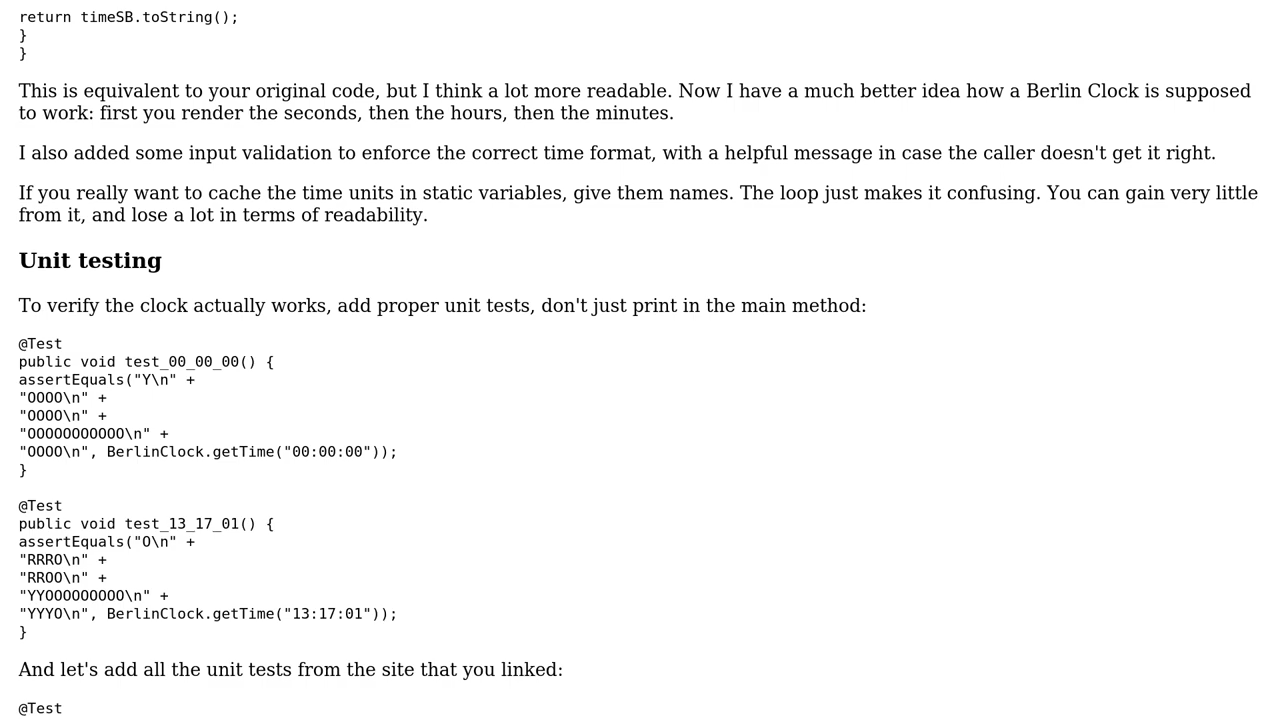 return timeSB.toString();
}
}
This is equivalent to your original code, but I think a lot more readable. Now I have a much better idea how a Berlin Clock is supposed
to work: first you render the seconds, then the hours, then the minutes.
I also added some input validation to enforce the correct time format, with a helpful message in case the caller doesn't get it right.
If you really want to cache the time units in static variables, give them names. The loop just makes it confusing. You can gain very little
from it, and lose a lot in terms of readability.
Unit testing
To verify the clock actually works, add proper unit tests, don't just print in the main method:
@Test
public void test_00_00_00() {
assertEquals("Y\n" +
"OOOO\n" +
"OOOO\n" +
"OOOOOOOOOOO\n" +
"OOOO\n", BerlinClock.getTime("00:00:00"));
}
@Test
public void test_13_17_01() {
assertEquals("O\n" +
"RRRO\n" +
"RROO\n" +
"YYOOOOOOOOO\n" +
"YYYO\n", BerlinClock.getTime("13:17:01"));
}
And let's add all the unit tests from the site that you linked:
@Test